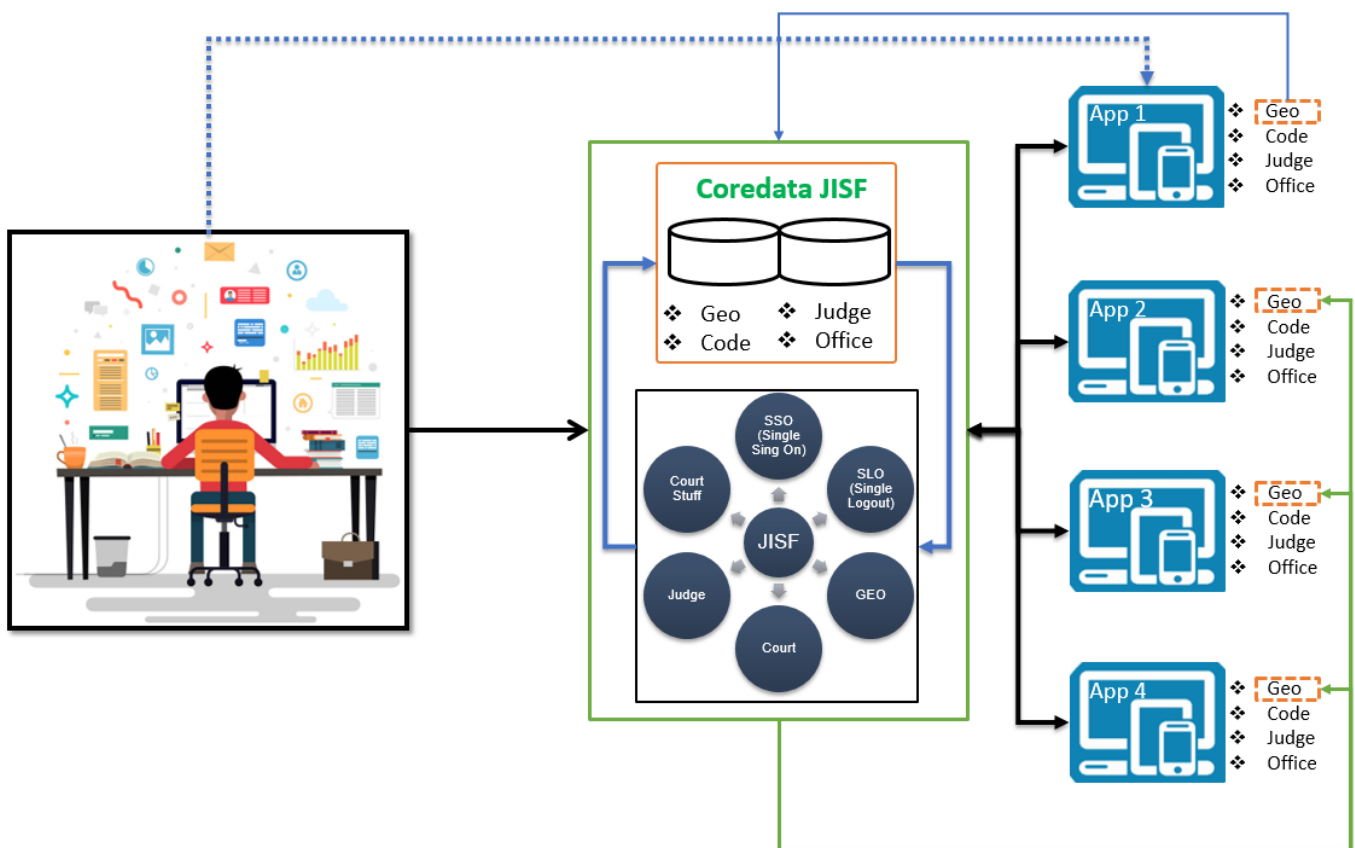 Coredata JISF
❖ Geo
❖ Code
❖ Judge
❖ Office
SSO
(Single
Sing On)
SLO
(Single
Logout)
GEO
Court
Judge
Court
Stuff
JISF
App 1
❖ Geo
❖ Code
❖ Judge
❖ Office
App 2
❖ Geo
❖ Code
❖ Judge
❖ Office
App 3
❖ Geo
❖ Code
❖ Judge
❖ Office
App 4
❖ Geo
❖ Code
❖ Judge
❖ Office